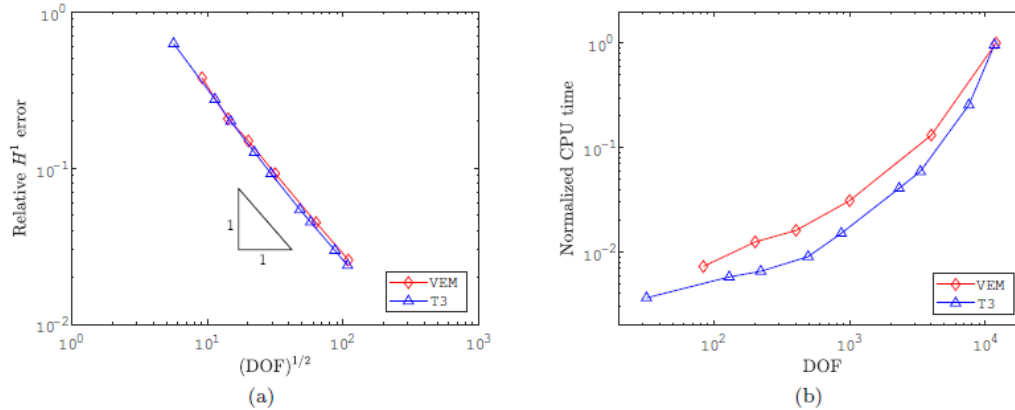 10^0
10^{-1}
10^{-2}
Relative H^1 error
1
1
VEM
T3
10^0
10^1
10^2
10^3
(DOF)^{1/2}
(a)
10^0
10^{-1}
10^{-2}
Normalized CPU time
VEM
T3
10^2
10^3
10^4
DOF
(b)